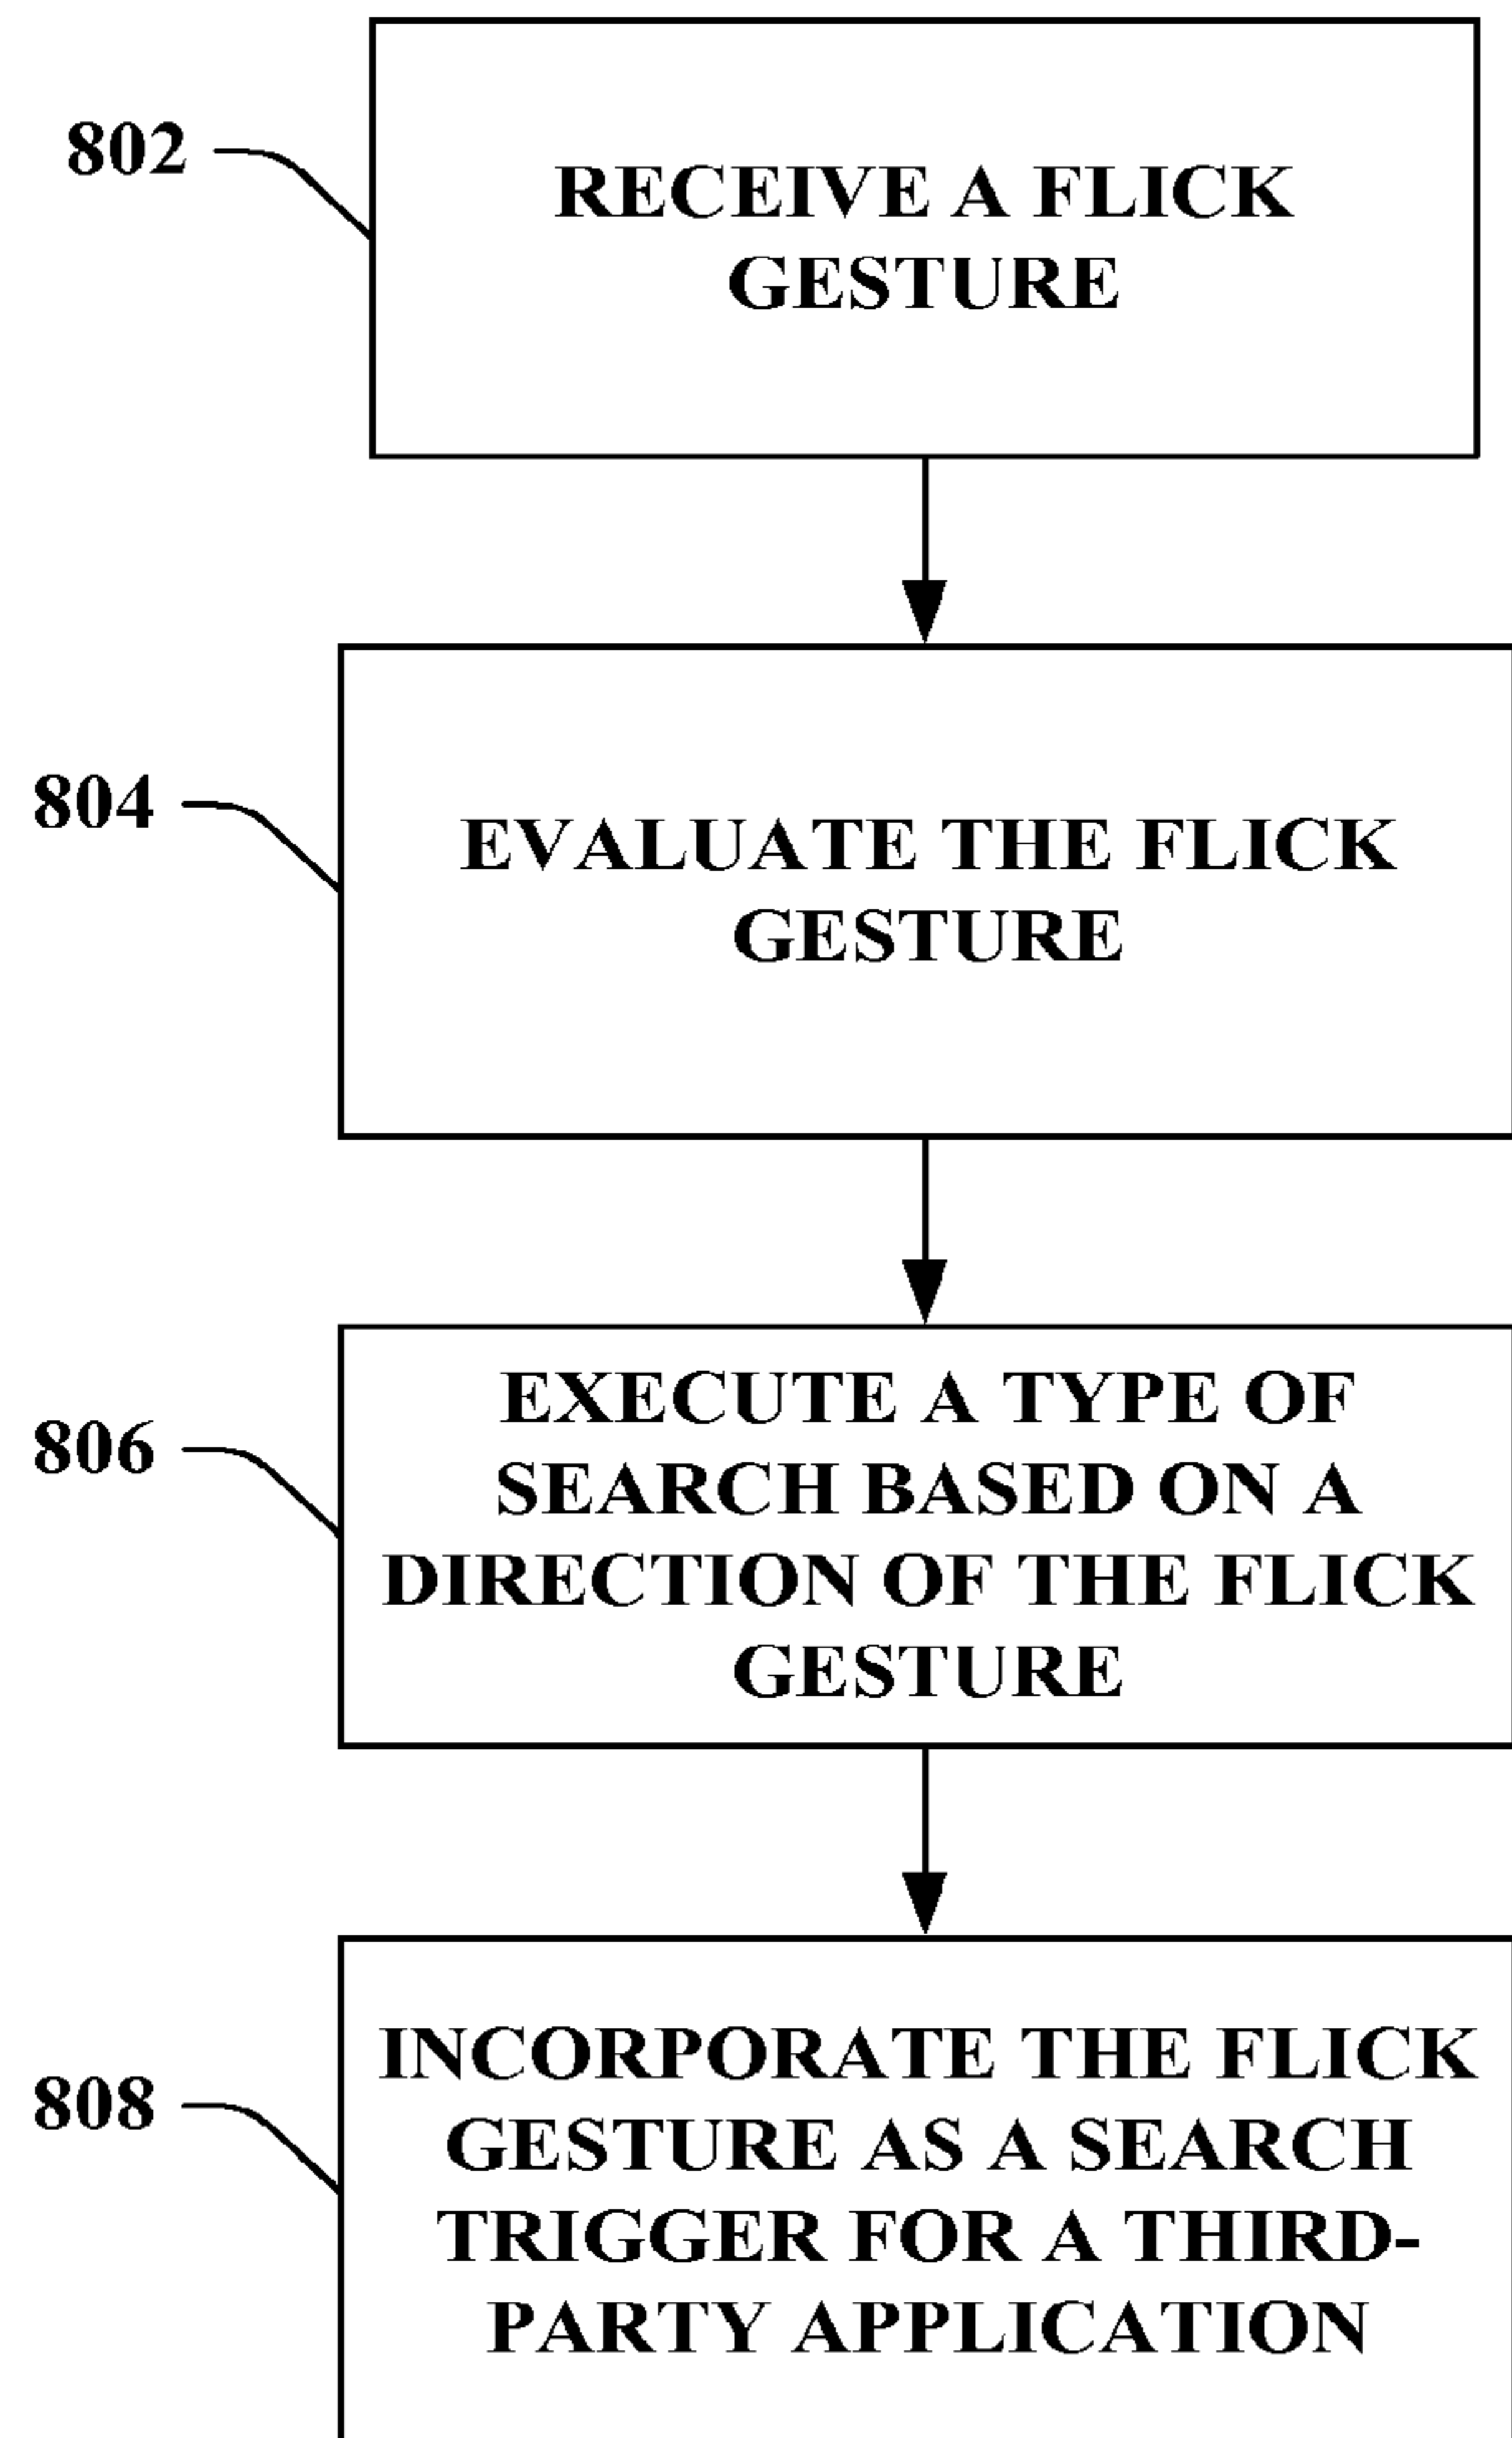 802
RECEIVE A FLICK
GESTURE
804
EVALUATE THE FLICK
GESTURE
806
EXECUTE A TYPE OF
SEARCH BASED ON A
DIRECTION OF THE FLICK
GESTURE
808
INCORPORATE THE FLICK
GESTURE AS A SEARCH
TRIGGER FOR A THIRD-
PARTY APPLICATION